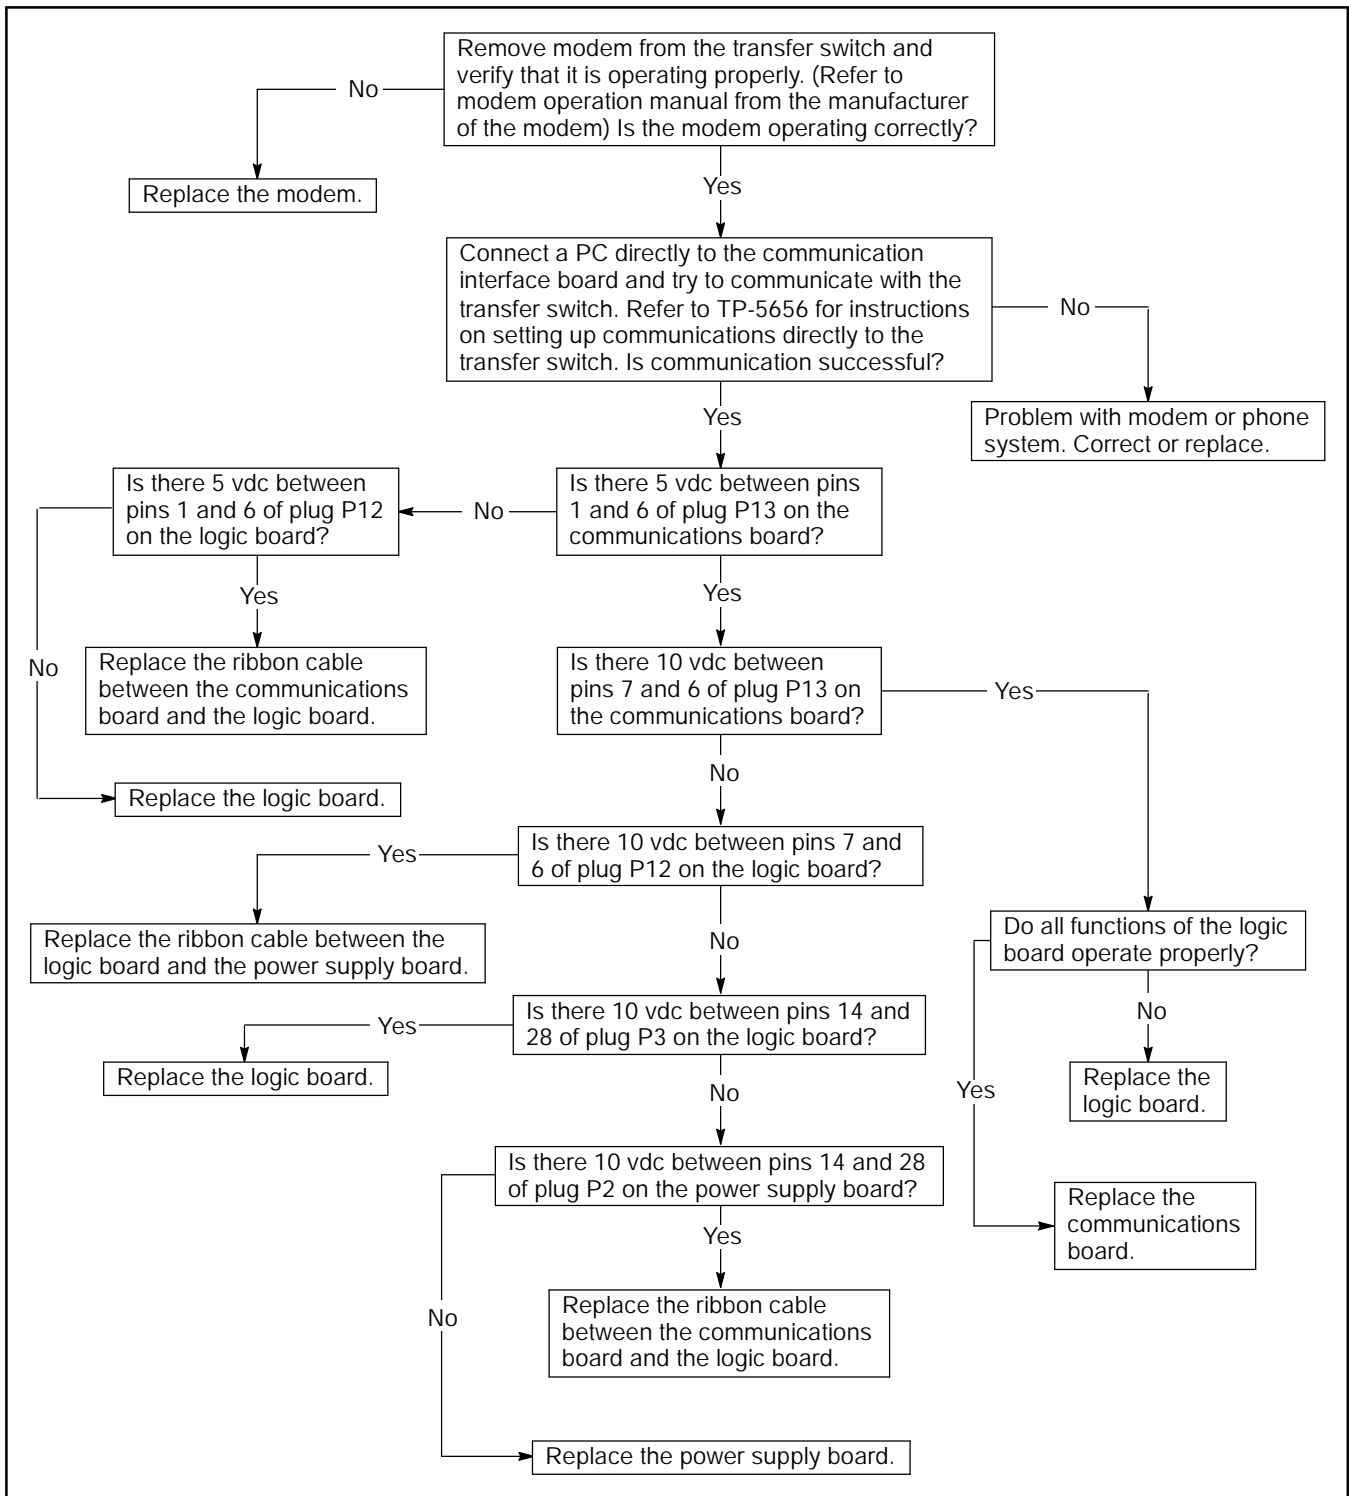 Remove modem from the transfer switch and
verify that it is operating properly. (Refer to
modem operation manual from the manufacturer
of the modem) Is the modem operating correctly?
No
Replace the modem.
Yes
Connect a PC directly to the communication
interface board and try to communicate with the
transfer switch. Refer to TP-5656 for instructions
on setting up communications directly to the
transfer switch. Is communication successful?
No
Problem with modem or phone
system. Correct or replace.
Yes
Is there 5 vdc between pins
1 and 6 of plug P13 on the
communications board?
No
Is there 5 vdc between
pins 1 and 6 of plug P12
on the logic board?
Yes
Replace the ribbon cable
between the communications
board and the logic board.
No
Replace the logic board.
Yes
Is there 10 vdc between
pins 7 and 6 of plug P13 on
the communications board?
Yes
No
Is there 10 vdc between pins 7 and
6 of plug P12 on the logic board?
Yes
Replace the ribbon cable between the
logic board and the power supply board.
No
Do all functions of the logic
board operate properly?
No
Replace the
logic board.
Yes
Replace the
communications
board.
Is there 10 vdc between pins 14 and
28 of plug P3 on the logic board?
Yes
Replace the logic board.
No
Is there 10 vdc between pins 14 and 28
of plug P2 on the power supply board?
Yes
Replace the ribbon cable
between the communications
board and the logic board.
No
Replace the power supply board.